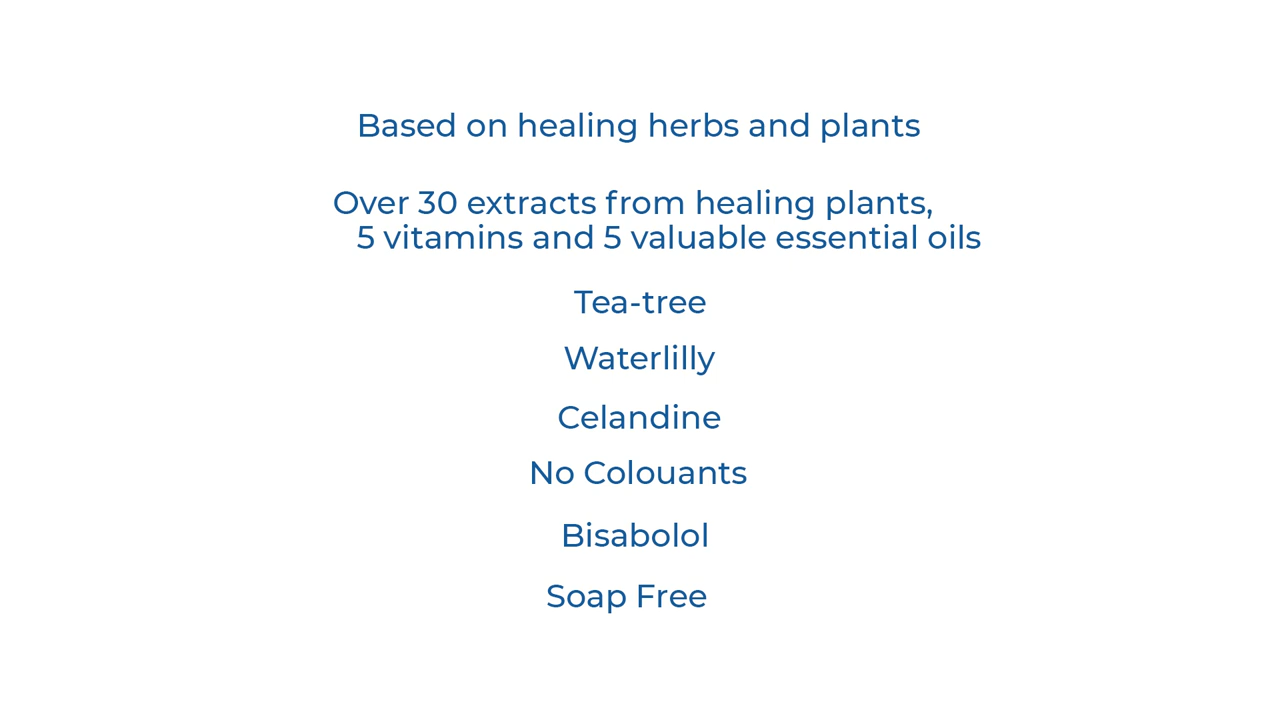 Based on healing herbs and plants
Over 30 extracts from healing plants,
5 vitamins and 5 valuable essential oils
Tea-tree
Waterlilly
Celandine
No Colouants
Bisabolol
Soap Free